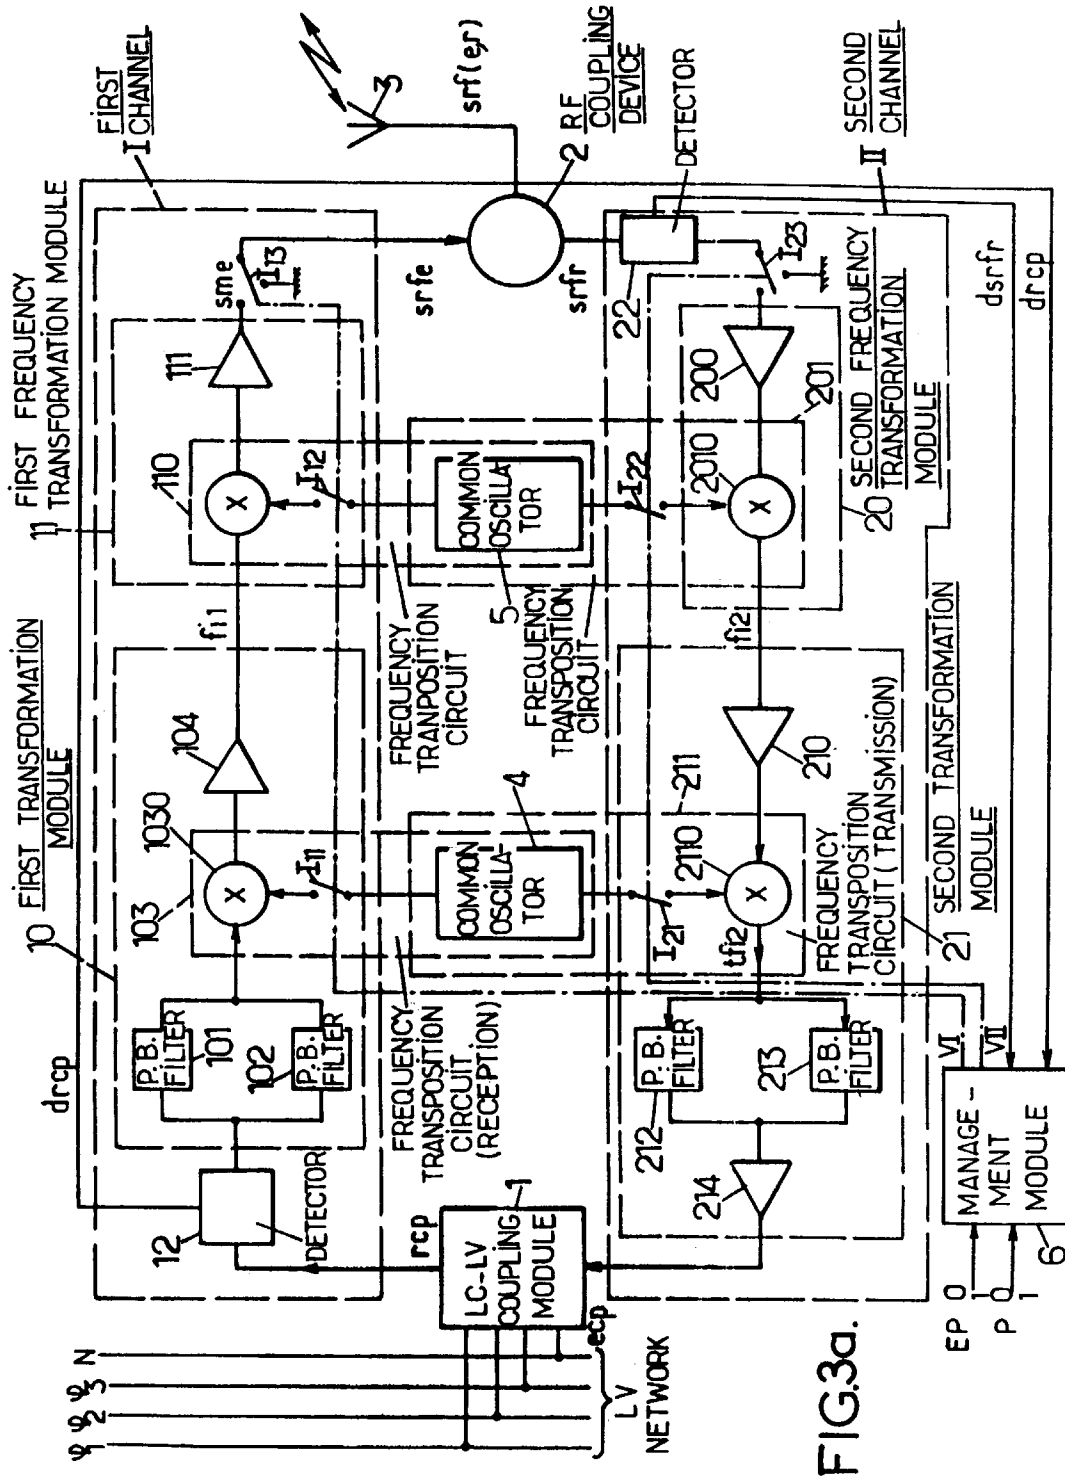 FIRST
CHANNEL
I
FIRST FREQUENCY
TRANSFORMATION MODULE
11
FIRST TRANSFORMATION
MODULE
10
drcp
3
srf(e,r)
2
RF
COUPLING
DEVICE
DETECTOR
SECOND
CHANNEL
II
sme
I13
srfe
srfr
22
I23
dsrfr
drcp
111
110
I12
COMMON
OSCILLA
TOR
5
I22
200
201
2010
SECOND FREQUENCY
TRANSFORMATION
MODULE
20
X
X
fi1
fi2
FREQUENCY
TRANPOSITION
CIRCUIT
FREQUENCY
TRANSPOSITION
CIRCUIT
104
1030
103
X
I11
4
COMMON
OSCILLA-
TOR
I21
210
211
2110
X
tfi2
FREQUENCY
TRANSPOSITION
CIRCUIT (TRANSMISSION)
21
SECOND TRANSFORMATION
MODULE
P.B.
FILTER
101
P.B.
FILTER
102
FREQUENCY
TRANSPOSITION
CIRCUIT
(RECEPTION)
P.B.
FILTER
212
P.B.
FILTER
213
214
VI
VII
12
DETECTOR
rcp
1
LC-LV
COUPLING
MODULE
ecp
MANAGE-
MENT
MODULE
6
EP 0
1
P 0
1
N
φ3
φ2
φ1
LV
NETWORK
FIG.3a.